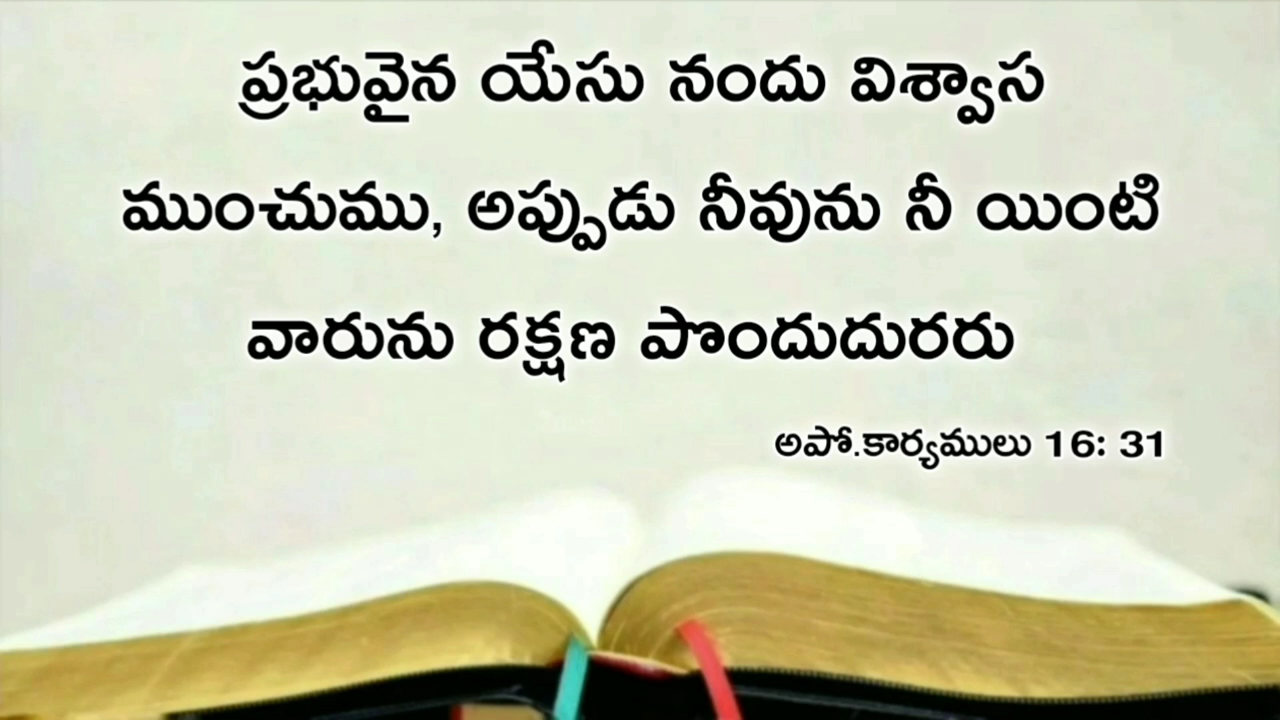 ప్రభువైన యేసు నందు విశ్వాస
ముంచుము, అప్పుడు నీవును నీ యింటి
వారును రక్షణ పొందుదురరు
అపో.కార్యములు 16: 31